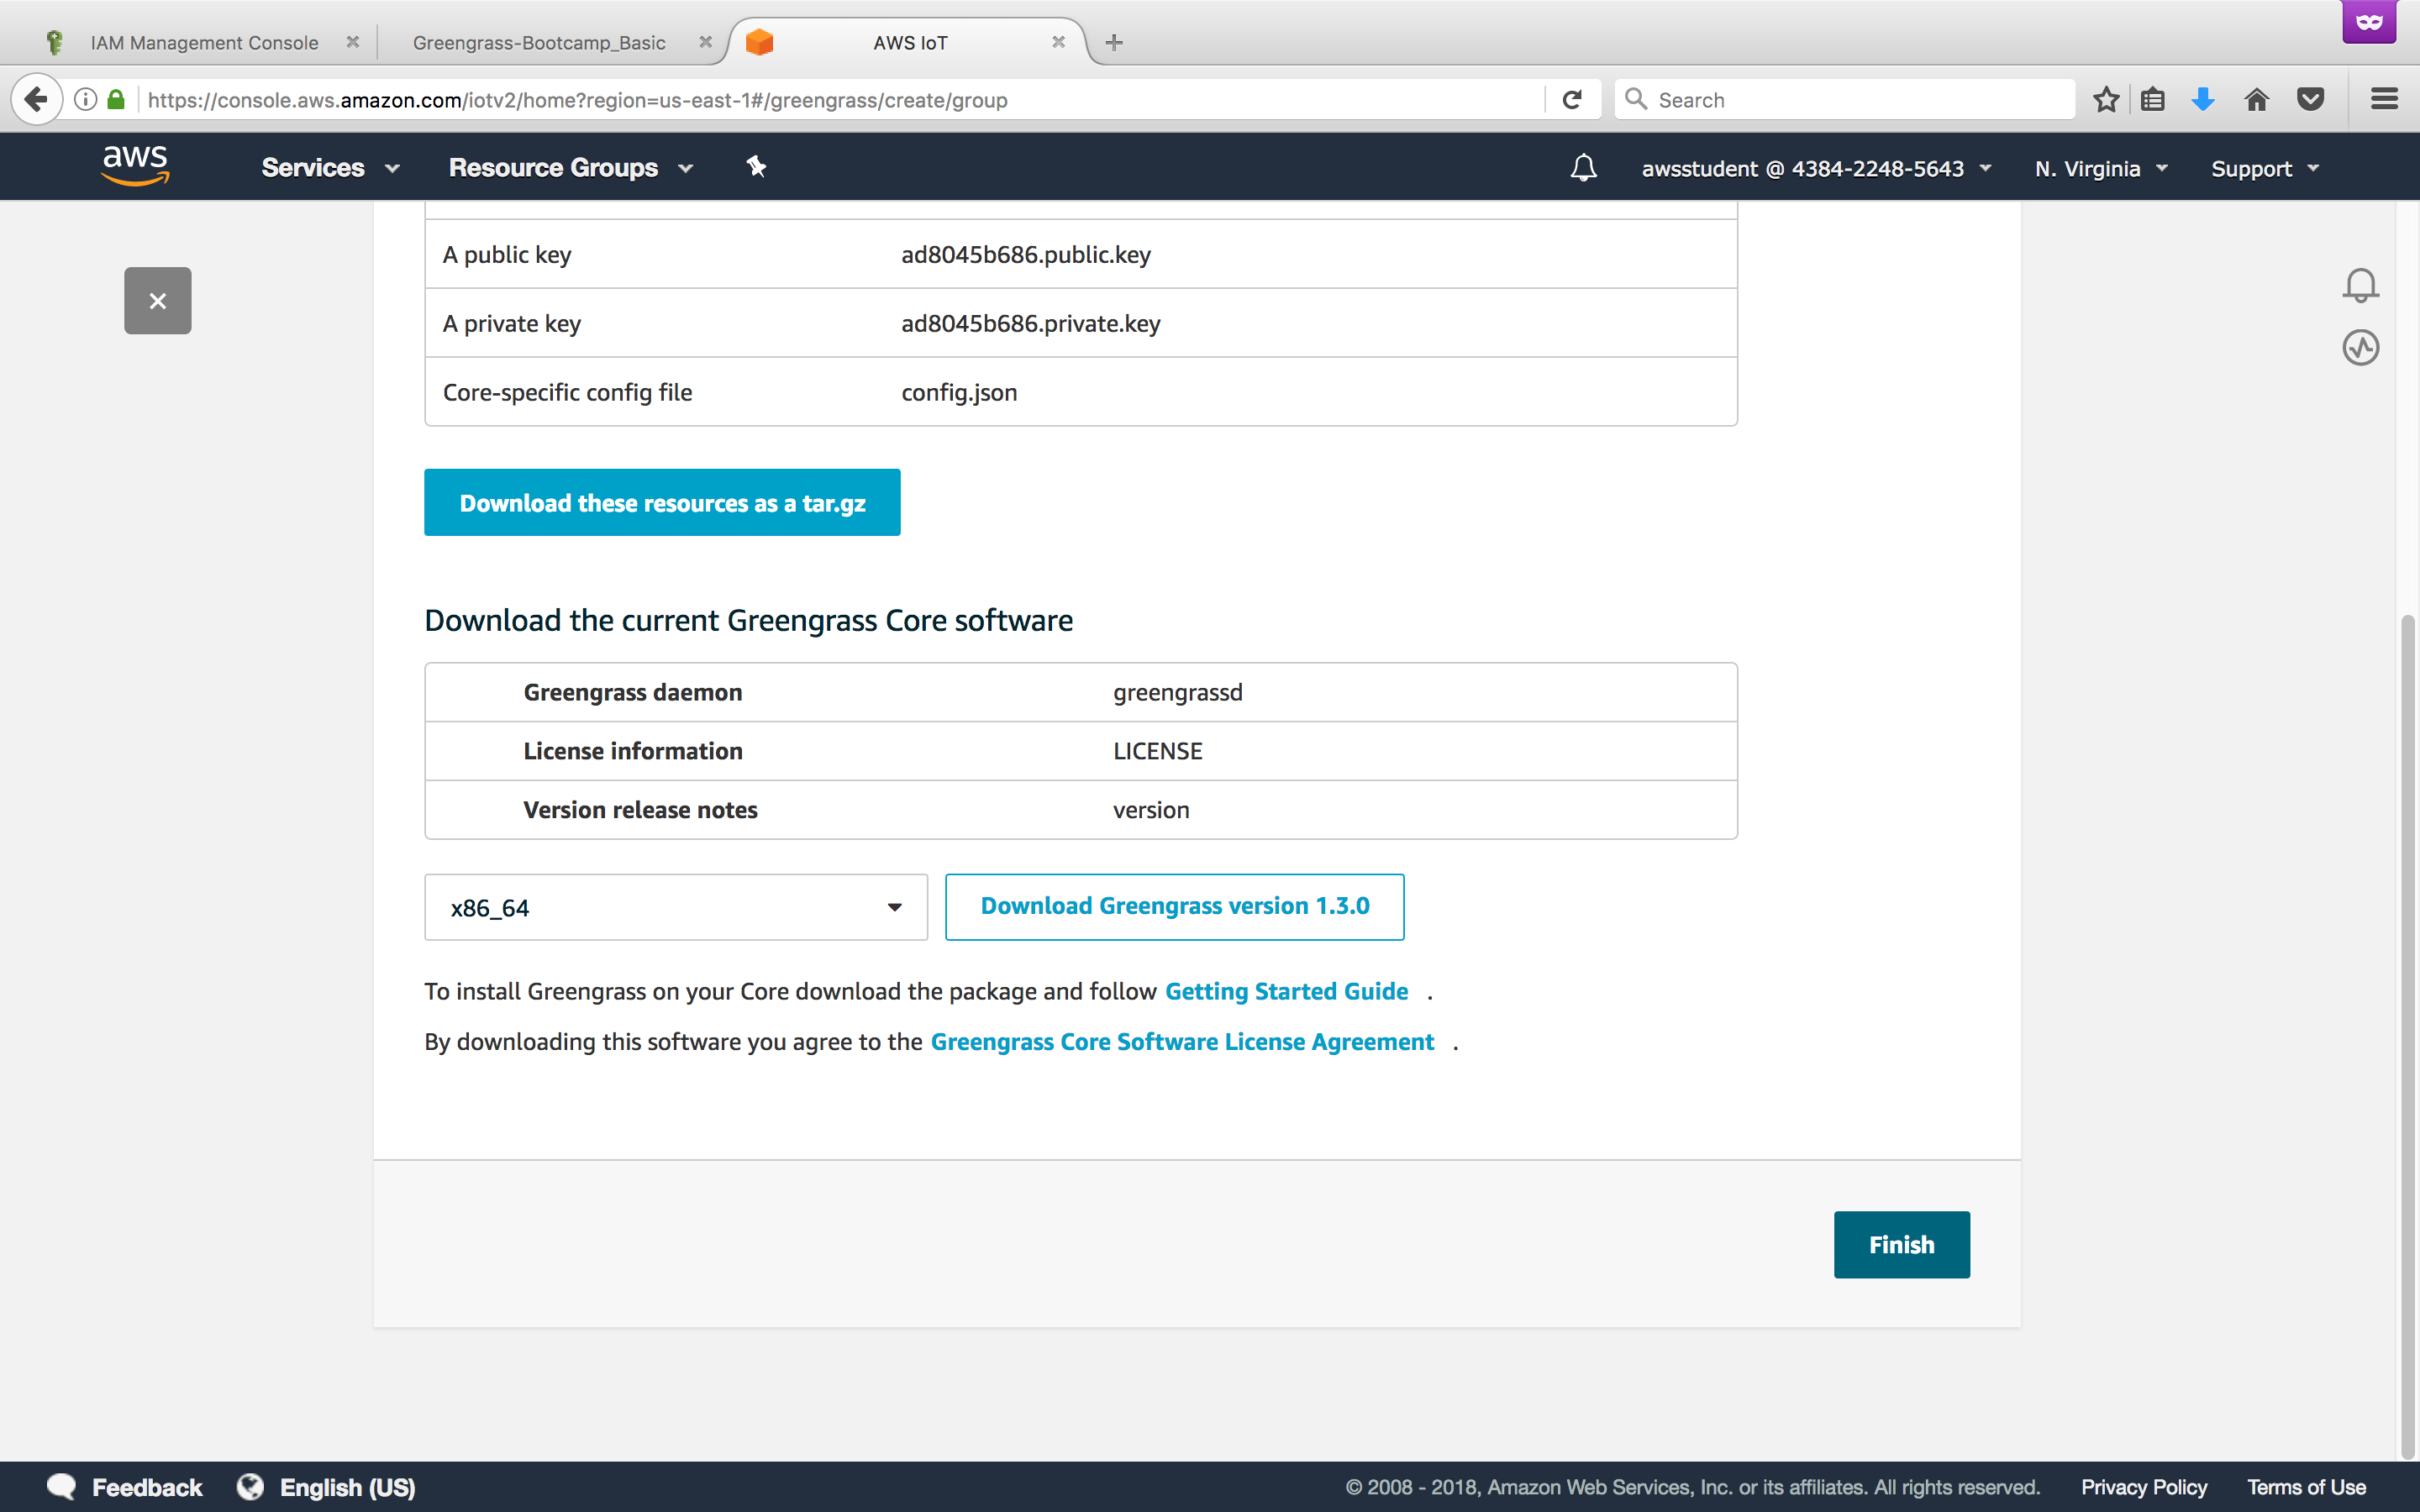 IAM Management Console
Greengrass-Bootcamp_Basic
AWS IoT
https://console.aws.amazon.com/iotv2/home?region=us-east-1#/greengrass/create/group
Search
aws
Services
Resource Groups
awsstudent @ 4384-2248-5643
N. Virginia
Support
A public key ad8045b686.public.key
A private key ad8045b686.private.key
Core-specific config file config.json
Download these resources as a tar.gz
Download the current Greengrass Core software
Greengrass daemon greengrassd
License information LICENSE
Version release notes version
x86_64
Download Greengrass version 1.3.0
To install Greengrass on your Core download the package and follow Getting Started Guide .
By downloading this software you agree to the Greengrass Core Software License Agreement .
Finish
Feedback
English (US)
© 2008 - 2018, Amazon Web Services, Inc. or its affiliates. All rights reserved.
Privacy Policy
Terms of Use